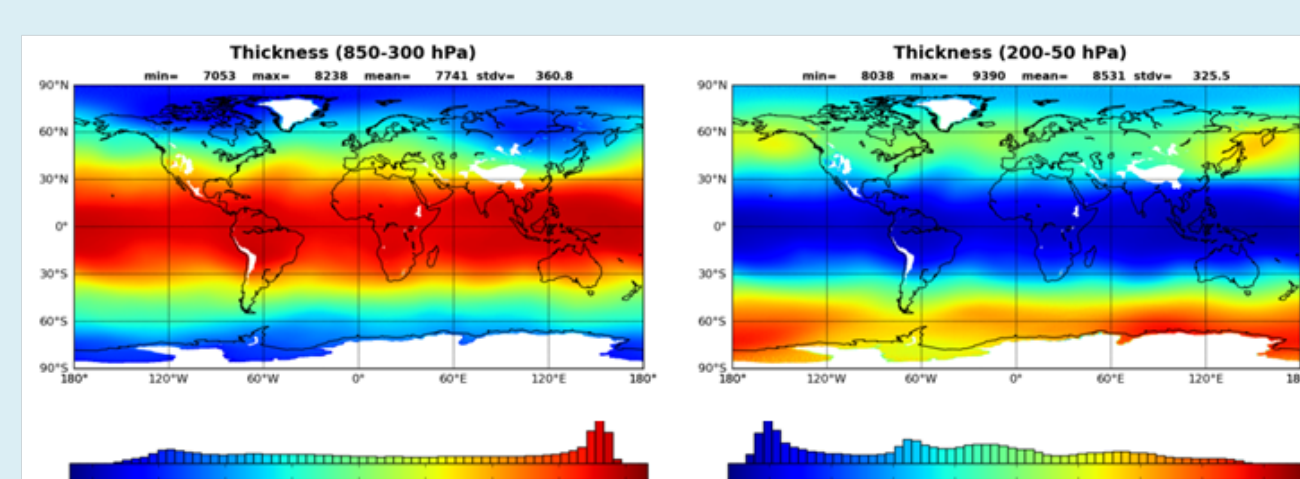 Thickness (850-300 hPa)
min= 7053 max= 8238 mean= 7741 stdv= 360.8
90°N
60°N
30°N
0°
30°S
60°S
90°S
180° 120°W 60°W 0° 60°E 120°E 180°
Thickness (200-50 hPa)
min= 8038 max= 9390 mean= 8531 stdv= 325.5
90°N
60°N
30°N
0°
30°S
60°S
90°S
180° 120°W 60°W 0° 60°E 120°E 18